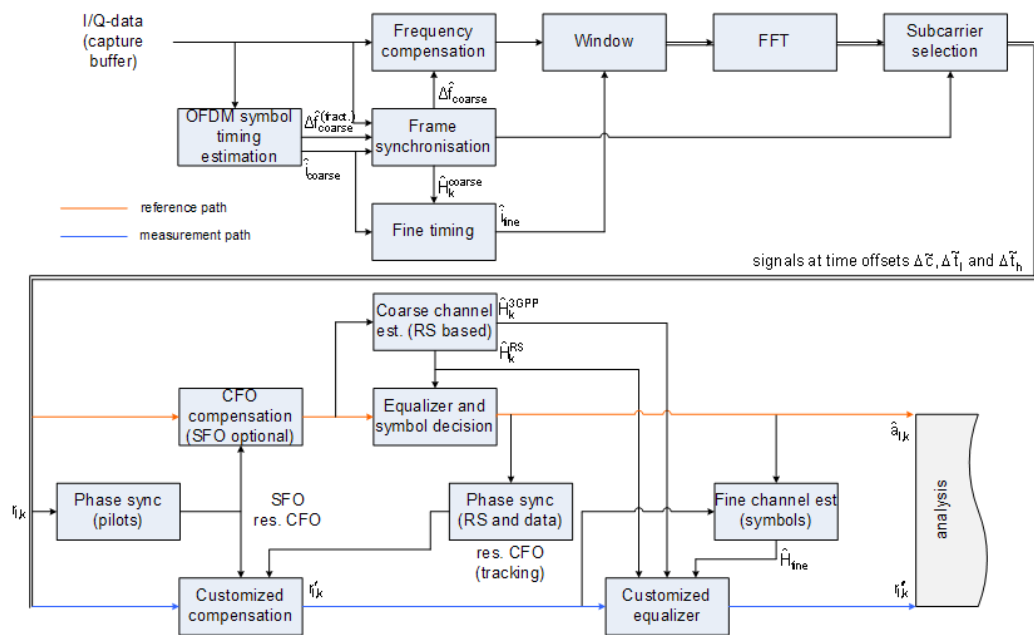 I/Q-data
(capture
buffer)
Frequency
compensation
Window
FFT
Subcarrier
selection
Δf̂coarse
OFDM symbol
timing
estimation
Δf̂coarse(fract.)
îcoarse
Frame
synchronisation
Ĥkcoarse
Fine timing
îfine
reference path
measurement path
signals at time offsets Δc̃, Δt̃l and Δt̃h
Coarse channel
est. (RS based)
Ĥk3GPP
ĤkRS
CFO
compensation
(SFO optional)
Equalizer and
symbol decision
âl,k
rl,k
Phase sync
(pilots)
SFO
res. CFO
Phase sync
(RS and data)
res. CFO
(tracking)
Fine channel est
(symbols)
Ĥfine
analysis
Customized
compensation
r'l,k
Customized
equalizer
r''l,k